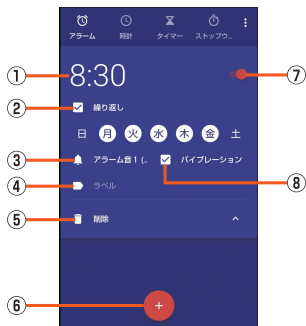 アラーム 時計 タイマー ストップウ...
① 8:30 ⑦
② 繰り返し
日 月 火 水 木 金 土
③ アラーム音1 (.. バイブレーション
④ ラベル ⑧
⑤ 削除
⑥ +